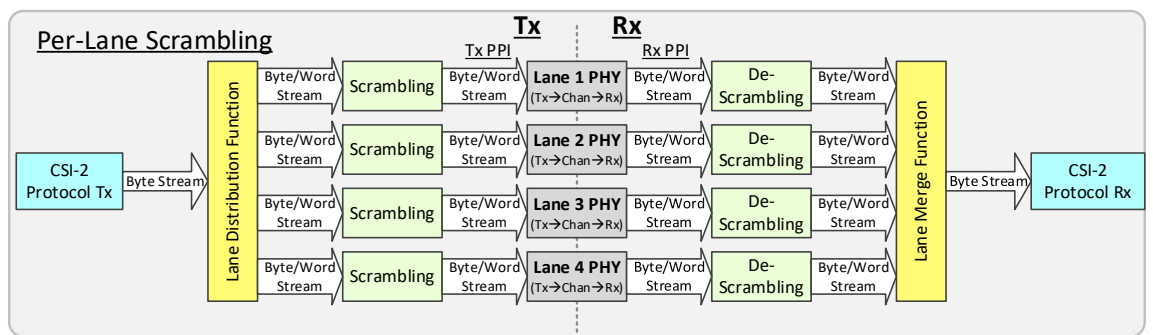 Per-Lane Scrambling
Tx
Rx
Tx PPI
Rx PPI
CSI-2
Protocol Tx
Byte Stream
Lane Distribution Function
Byte/Word
Stream
Scrambling
Byte/Word
Stream
Lane 1 PHY
(Tx→Chan→Rx)
Byte/Word
Stream
De-
Scrambling
Byte/Word
Stream
Byte/Word
Stream
Scrambling
Byte/Word
Stream
Lane 2 PHY
(Tx→Chan→Rx)
Byte/Word
Stream
De-
Scrambling
Byte/Word
Stream
Byte/Word
Stream
Scrambling
Byte/Word
Stream
Lane 3 PHY
(Tx→Chan→Rx)
Byte/Word
Stream
De-
Scrambling
Byte/Word
Stream
Byte/Word
Stream
Scrambling
Byte/Word
Stream
Lane 4 PHY
(Tx→Chan→Rx)
Byte/Word
Stream
De-
Scrambling
Byte/Word
Stream
Lane Merge Function
Byte Stream
CSI-2
Protocol Rx